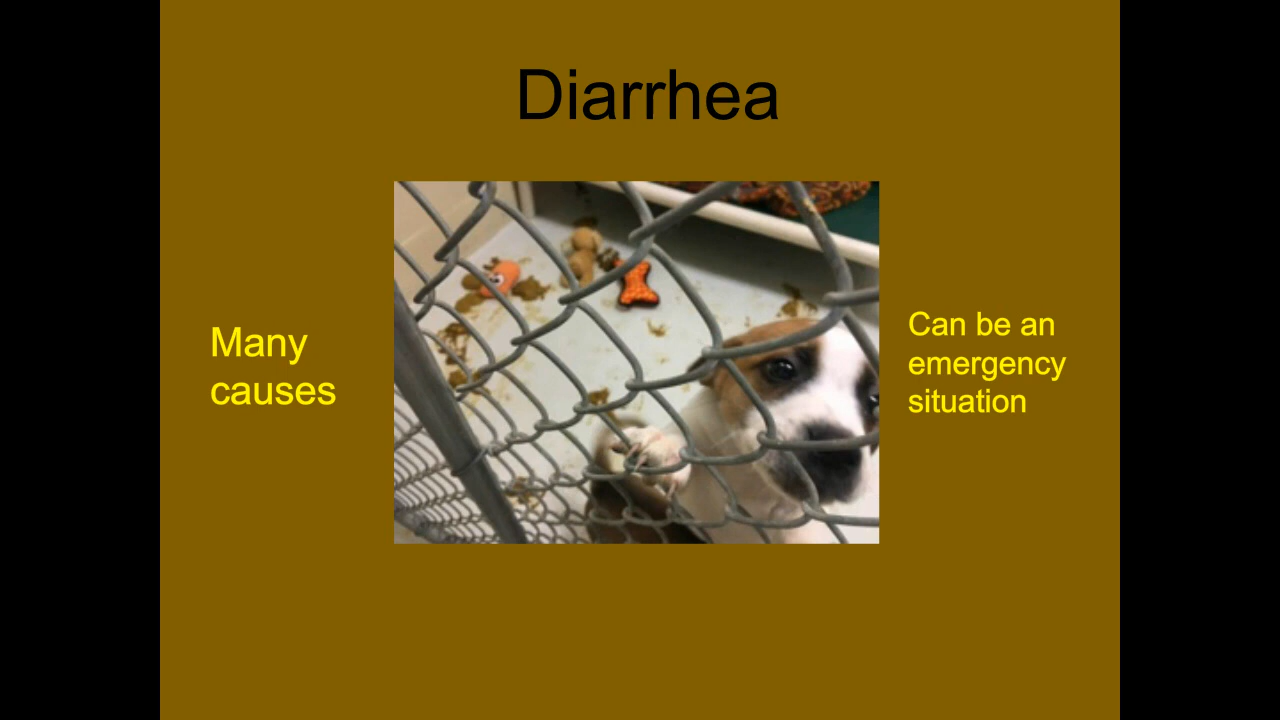 Diarrhea
Many
causes
Can be an
emergency
situation